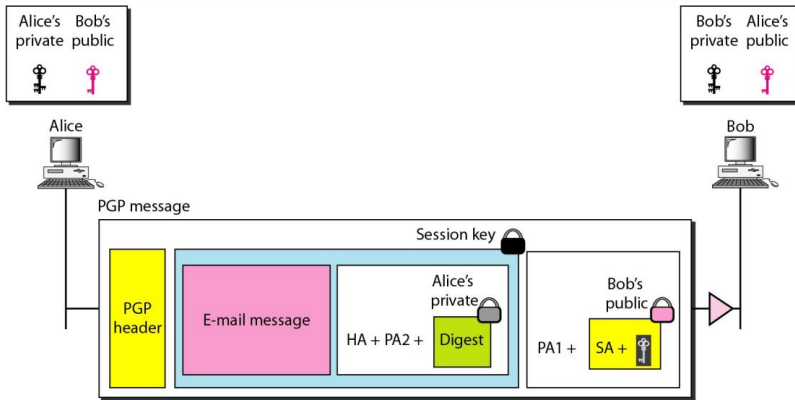 Alice's
private
Bob's
public
Bob's
private
Alice's
public
Alice
Bob
PGP message
Session key
PGP
header
E-mail message
Alice's
private
HA + PA2 +
Digest
Bob's
public
PA1 +
SA +